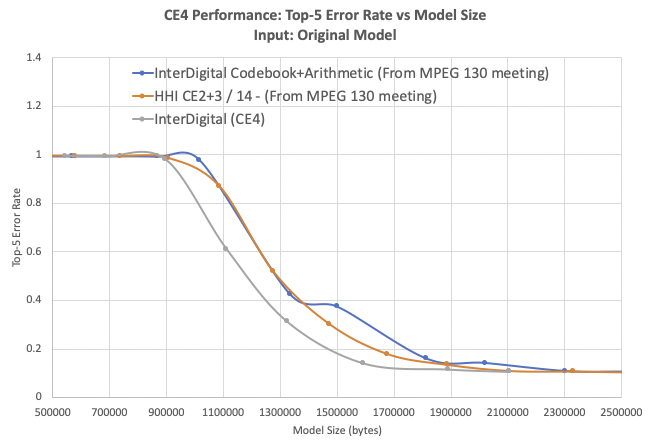 CE4 Performance: Top-5 Error Rate vs Model Size
Input: Original Model
1.4
InterDigital Codebook+Arithmetic (From MPEG 130 meeting)
1.2
HHI CE2+3 / 14 - (From MPEG 130 meeting)
InterDigital (CE4)
1
0.8
Top-5 Error Rate
0.6
0.4
0.2
0
500000 700000 900000 1100000 1300000 1500000 1700000 1900000 2100000 2300000 2500000
Model Size (bytes)